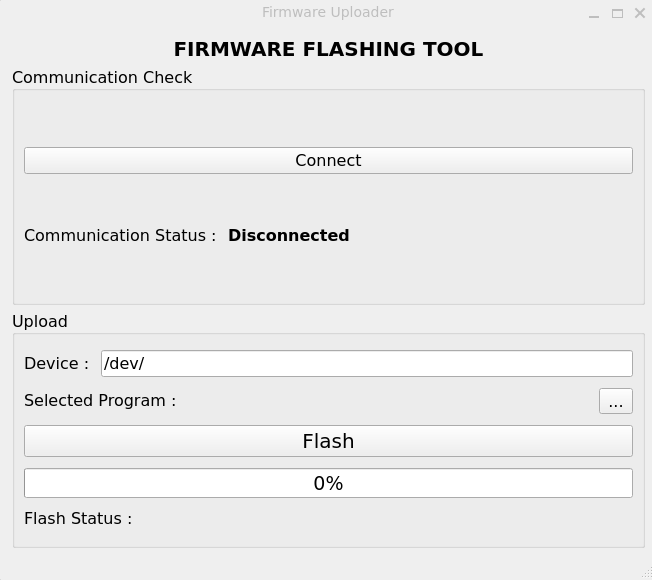 Firmware Uploader
FIRMWARE FLASHING TOOL
Communication Check
Connect
Communication Status : Disconnected
Upload
Device : /dev/
Selected Program : ...
Flash
0%
Flash Status :